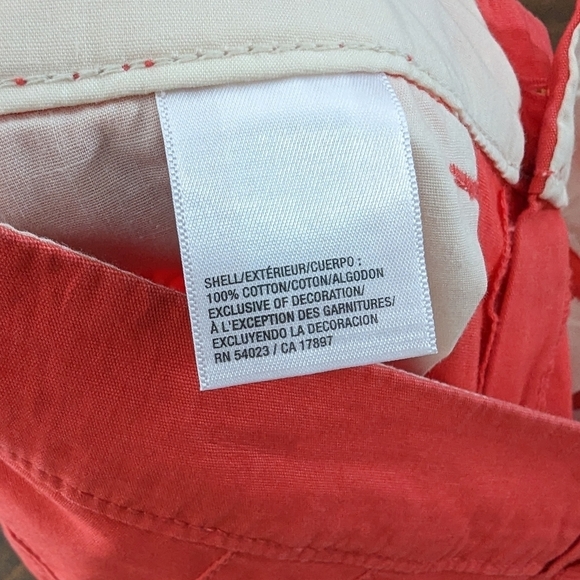 SHELL/EXTÉRIEUR/CUERPO :
100% COTTON/COTON/ALGODON
EXCLUSIVE OF DECORATION/
À L'EXCEPTION DES GARNITURES/
EXCLUYENDO LA DECORACION
RN 54023 / CA 17897